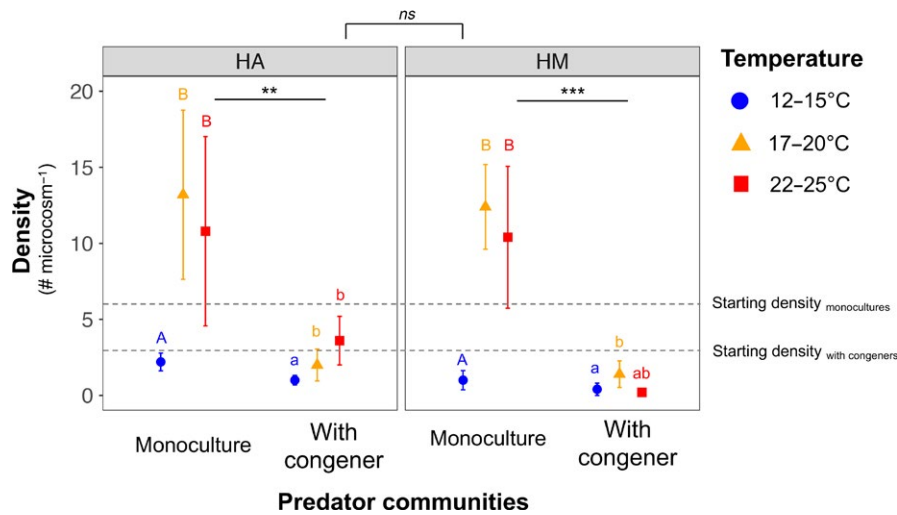 ns
HA
HM
Temperature
12–15°C
17–20°C
22–25°C
Density
(# microcosm⁻¹)
20
15
10
5
0
B
B
**
A
a
b
b
B
B
***
A
a
b
ab
Starting density monocultures
Starting density with congeners
Monoculture
With
congener
Monoculture
With
congener
Predator communities